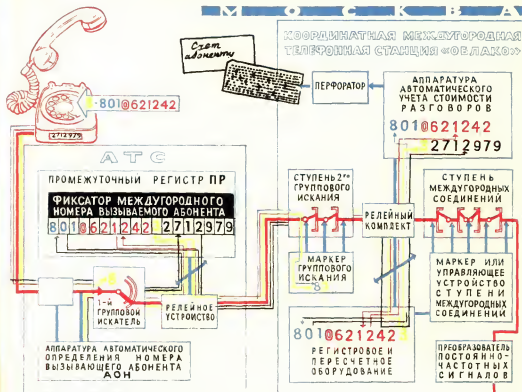 МОСКВА
КООРДИНАТНАЯ МЕЖДУГОРОДНАЯ
ТЕЛЕФОННАЯ СТАНЦИЯ «ОБЛАКО»
Счет
абоненту
ПЕРФОРАТОР
АППАРАТУРА
АВТОМАТИЧЕСКОГО
УЧЕТА СТОИМОСТИ
РАЗГОВОРОВ
8010621242
2712979
-8010621242
2712979
АТС
ПРОМЕЖУТОЧНЫЙ РЕГИСТР ПР
ФИКСАТОР МЕЖДУГОРОДНОГО
НОМЕРА ВЫЗЫВАЕМОГО АБОНЕНТА
8010621242 2712979
СТУПЕНЬ 2го
ГРУППОВОГО
ИСКАНИЯ
РЕЛЕЙНЫЙ
КОМПЛЕКТ
СТУПЕНЬ
МЕЖДУГОРОДНЫХ
СОЕДИНЕНИЙ
МАРКЕР
ГРУППОВОГО
ИСКАНИЯ
8
МАРКЕР ИЛИ
УПРАВЛЯЮЩЕЕ
УСТРОЙСТВО
СТУПЕНИ
МЕЖДУГОРОДНЫХ
СОЕДИНЕНИЙ
1-й
ГРУППОВОЙ
ИСКАТЕЛЬ
РЕЛЕЙНОЕ
УСТРОЙСТВО
АППАРАТУРА АВТОМАТИЧЕСКОГО
ОПРЕДЕЛЕНИЯ НОМЕРА
ВЫЗЫВАЮЩЕГО АБОНЕНТА
АОН
8010621242
РЕГИСТРОВОЕ И
ПЕРЕСЧЕТНОЕ
ОБОРУДОВАНИЕ
ПРЕОБРАЗОВАТЕЛЬ
ПОСТОЯННО-
ЧАСТОТНЫХ
СИГНАЛОВ